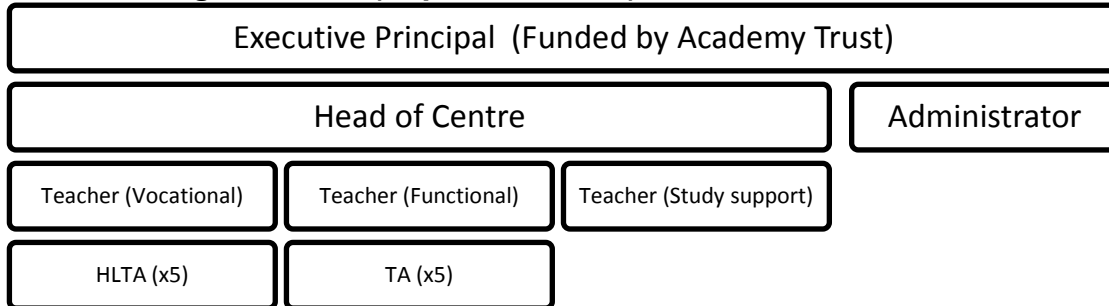 Executive Principal (Funded by Academy Trust)
Head of Centre
Administrator
Teacher (Vocational)
Teacher (Functional)
Teacher (Study support)
HLTA (x5)
TA (x5)